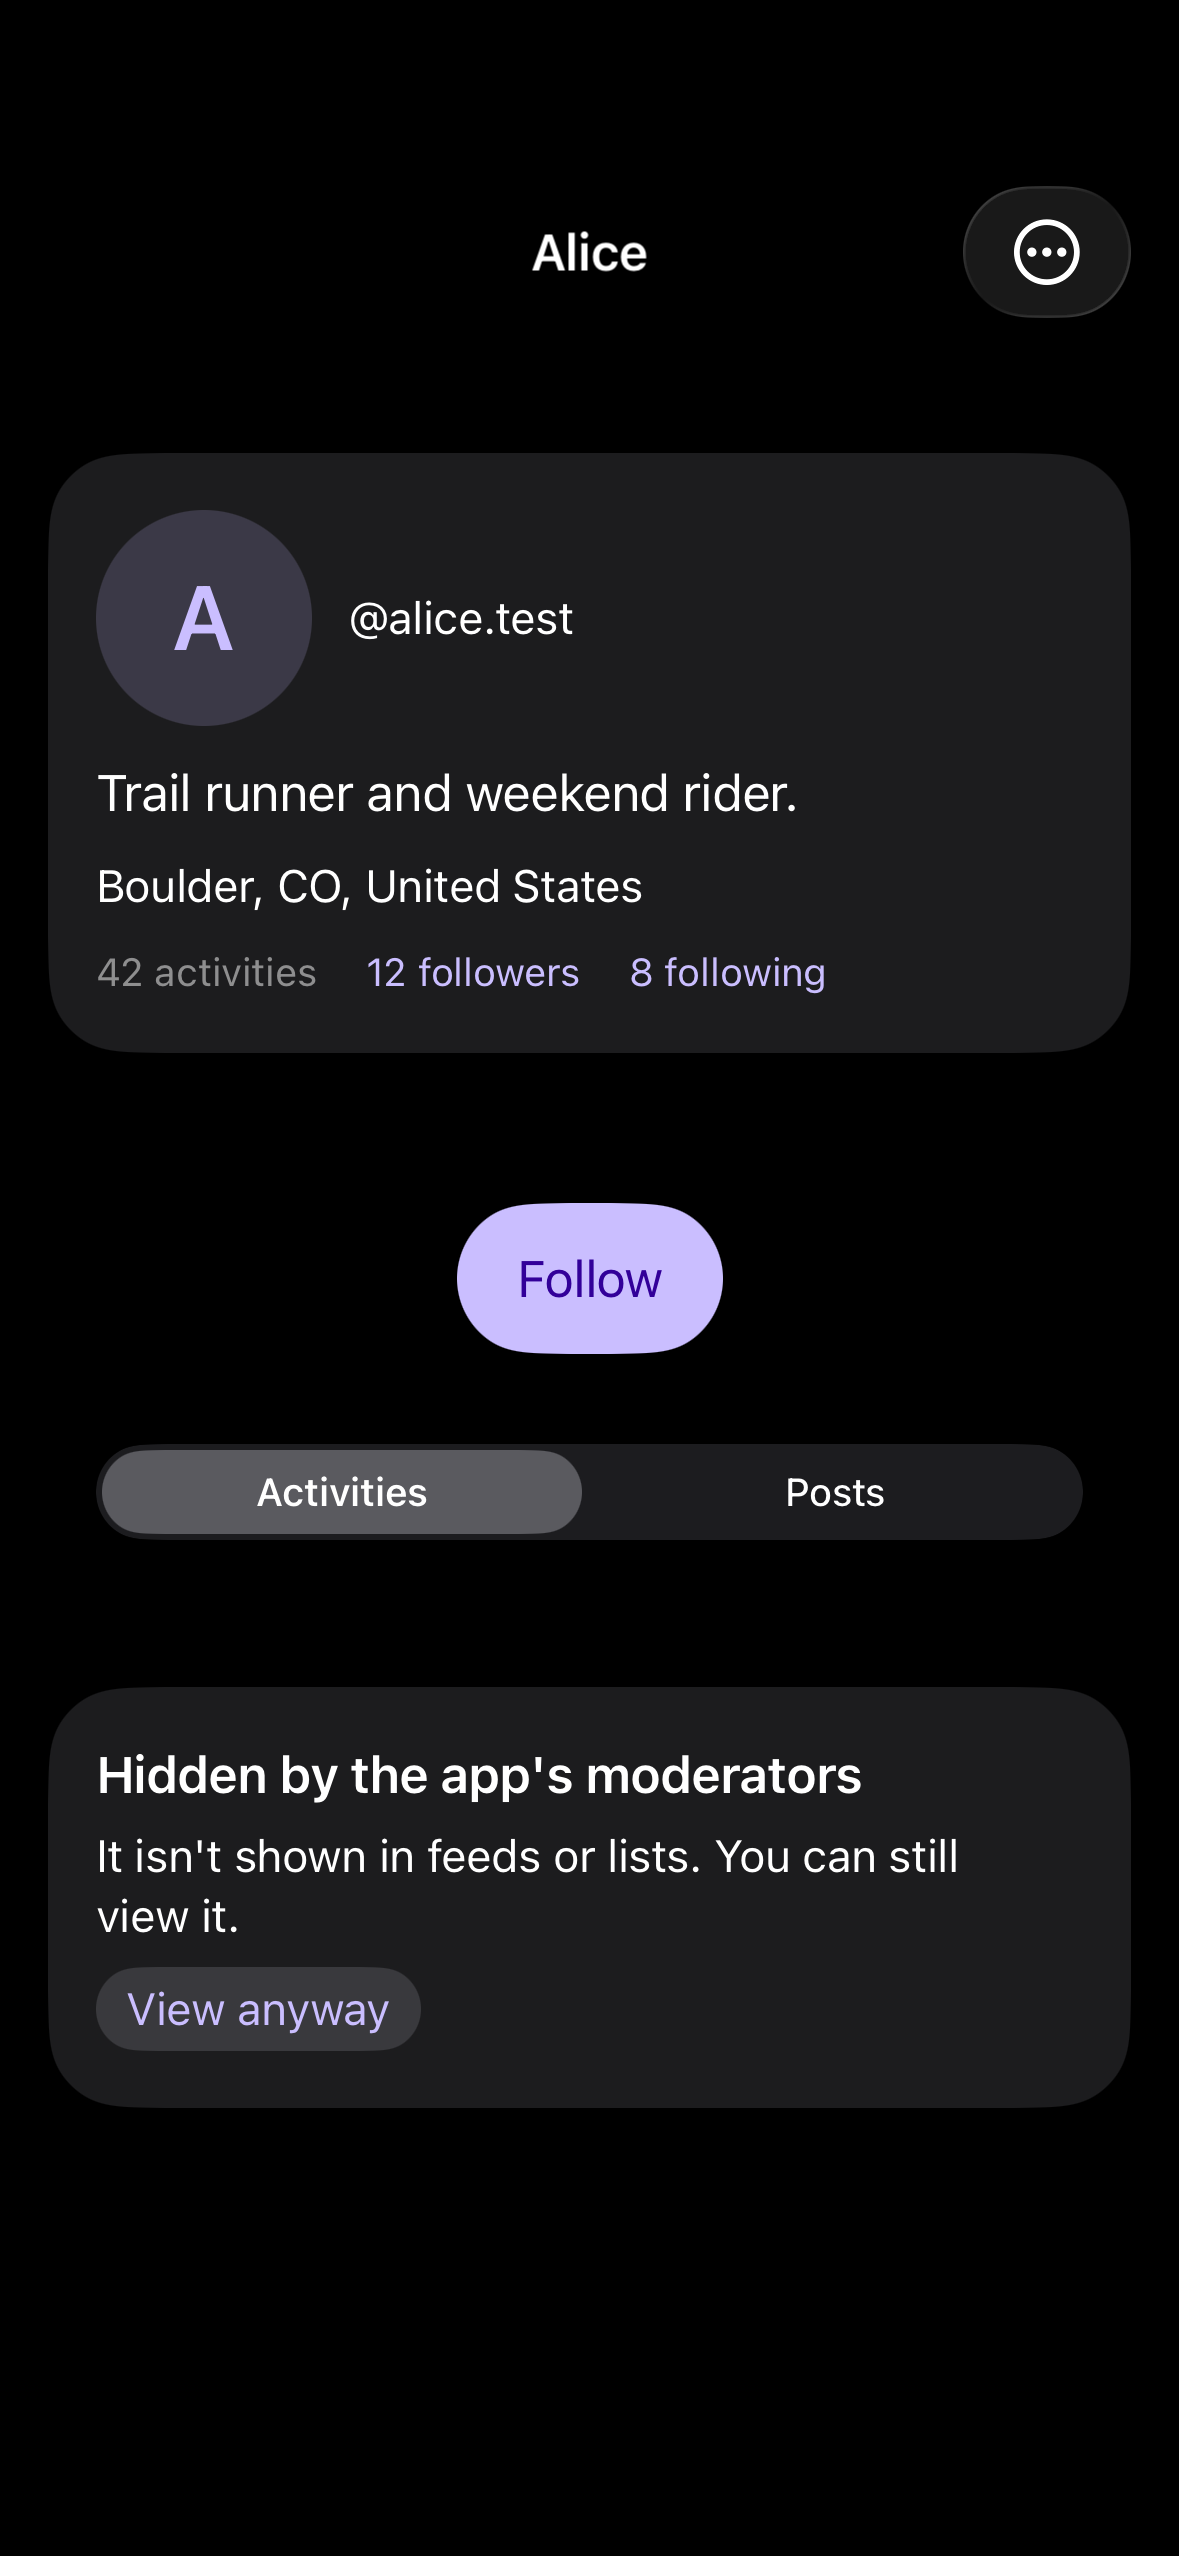 Alice
A
@alice.test
Trail runner and weekend rider.
Boulder, CO, United States
42 activities 12 followers 8 following
Follow
Activities Posts
Hidden by the app's moderators
It isn't shown in feeds or lists. You can still
view it.
View anyway